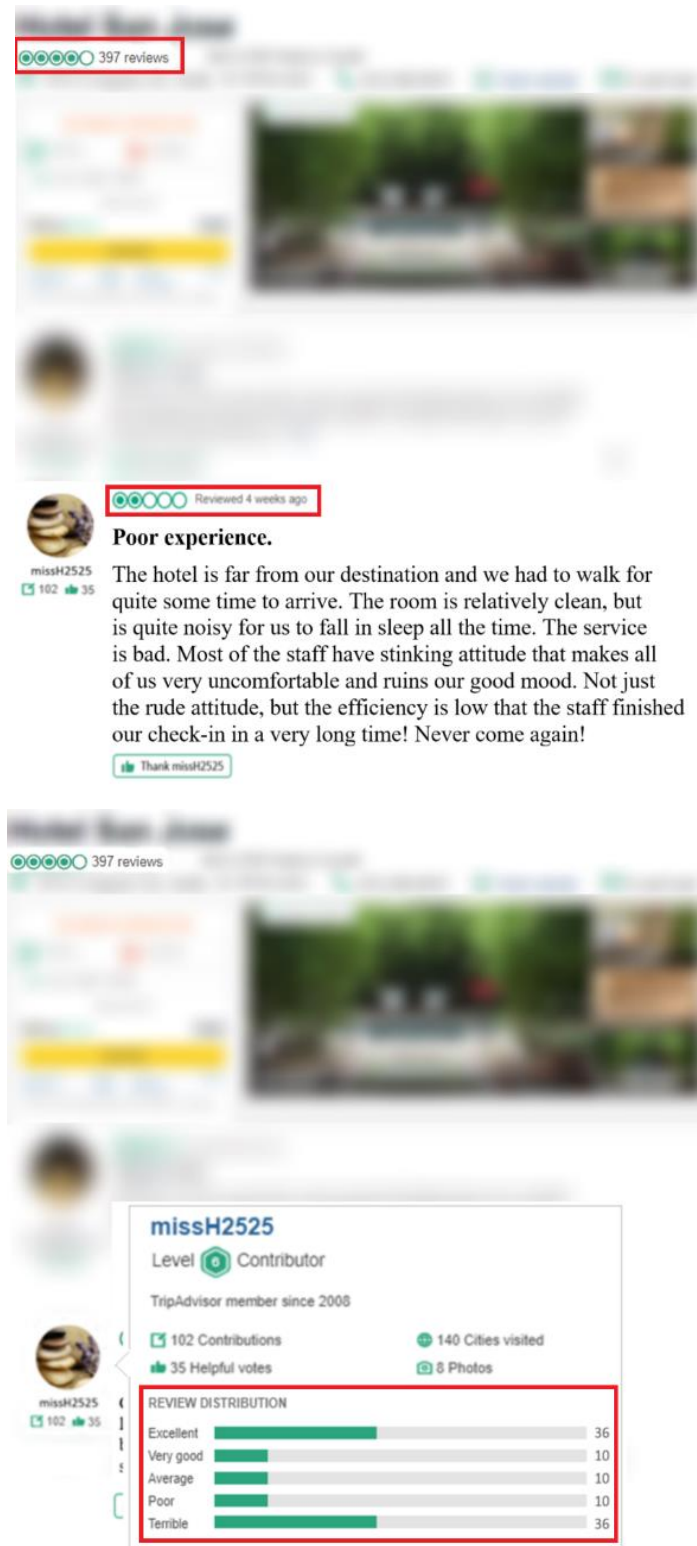 397 reviews
Reviewed 4 weeks ago
Poor experience.
missH2525
102 35
The hotel is far from our destination and we had to walk for
quite some time to arrive. The room is relatively clean, but
is quite noisy for us to fall in sleep all the time. The service
is bad. Most of the staff have stinking attitude that makes all
of us very uncomfortable and ruins our good mood. Not just
the rude attitude, but the efficiency is low that the staff finished
our check-in in a very long time! Never come again!
Thank missH2525
397 reviews
missH2525
Level 6 Contributor
TripAdvisor member since 2008
102 Contributions 140 Cities visited
35 Helpful votes 8 Photos
missH2525
102 35
REVIEW DISTRIBUTION
Excellent 36
Very good 10
Average 10
Poor 10
Terrible 36